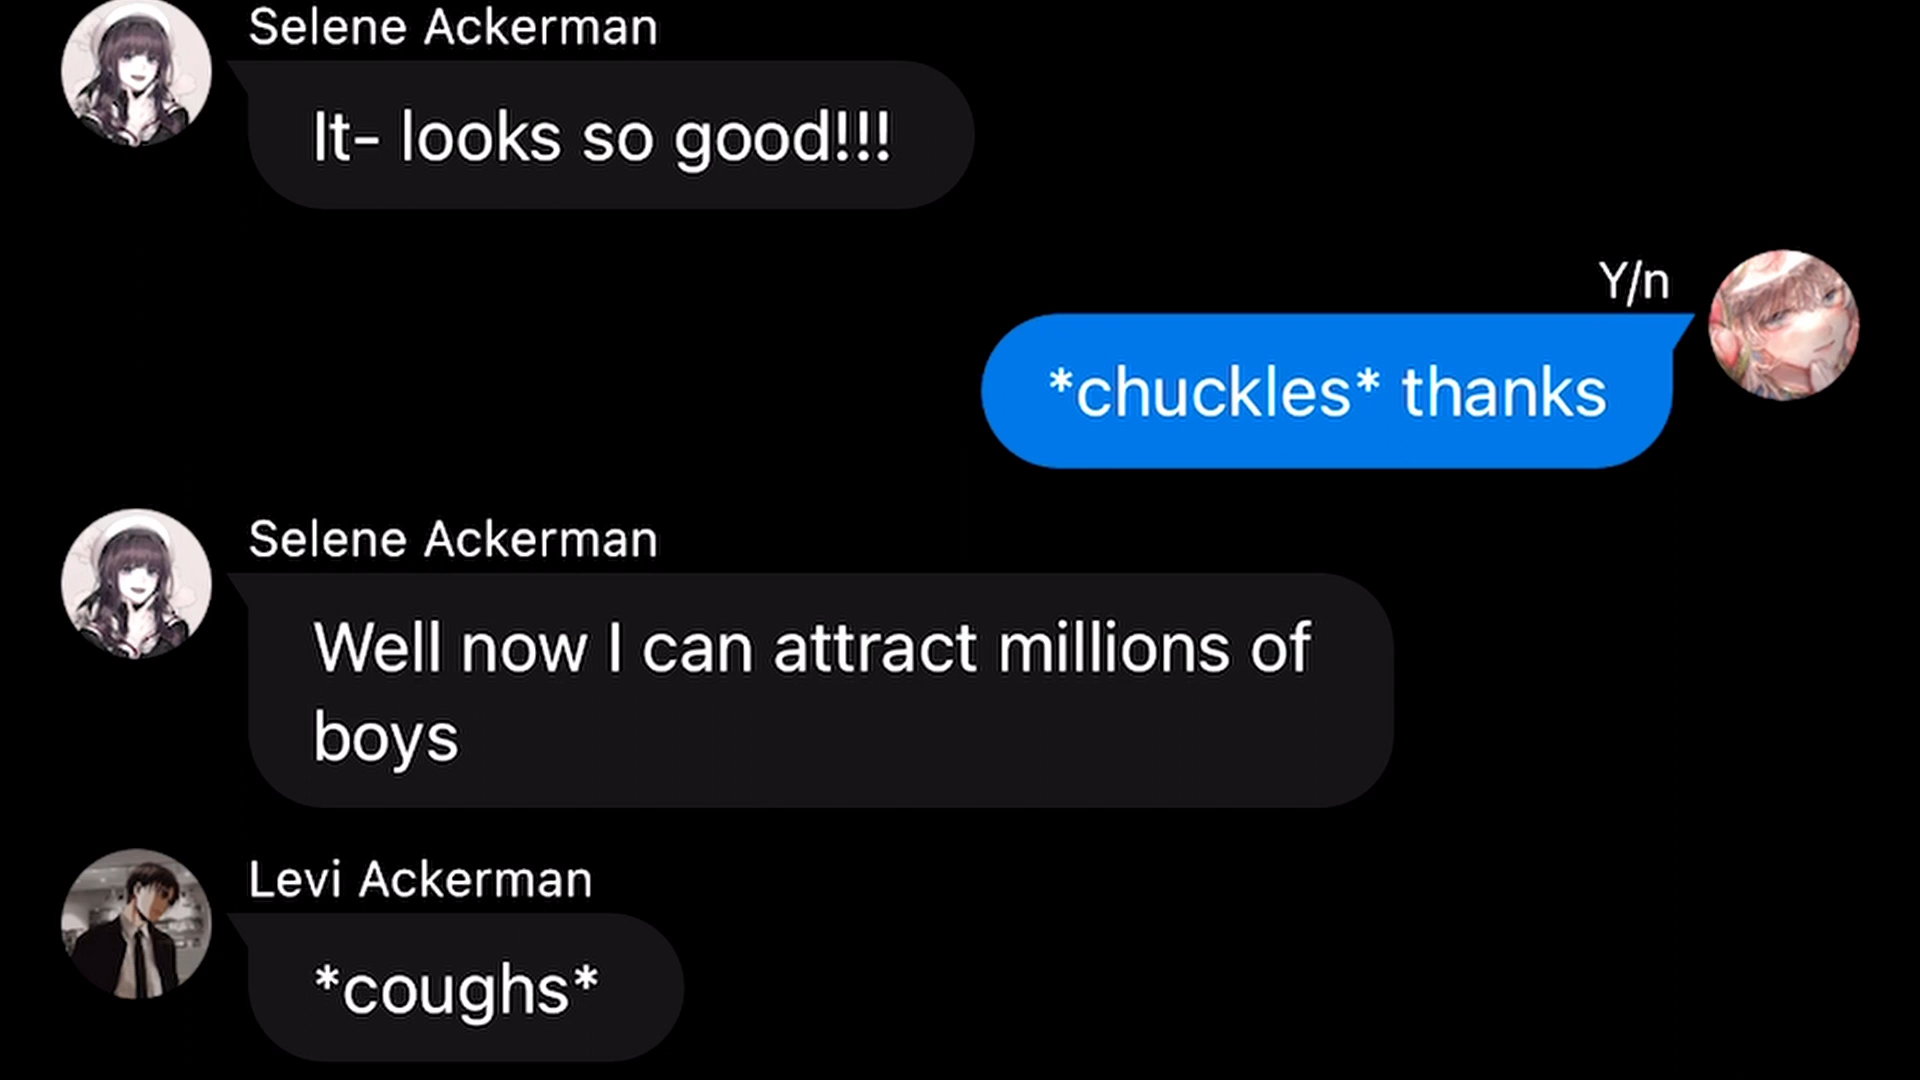 Selene Ackerman
It- looks so good!!!
Y/n
*chuckles* thanks
Selene Ackerman
Well now I can attract millions of
boys
Levi Ackerman
*coughs*